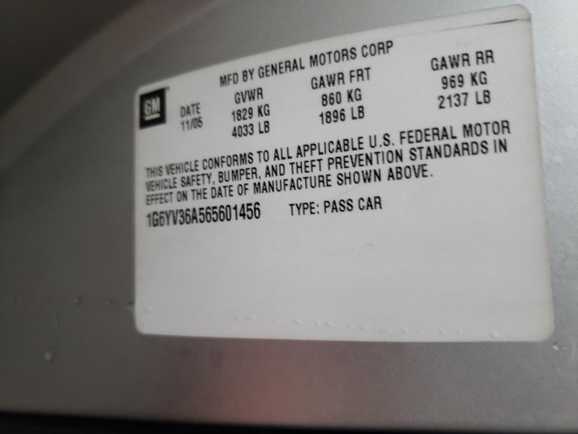 MFD BY GENERAL MOTORS CORP
GM
DATE GVWR GAWR FRT GAWR RR
11/05 1829 KG 860 KG 969 KG
4033 LB 1896 LB 2137 LB
THIS VEHICLE CONFORMS TO ALL APPLICABLE U.S. FEDERAL MOTOR
VEHICLE SAFETY, BUMPER, AND THEFT PREVENTION STANDARDS IN
EFFECT ON THE DATE OF MANUFACTURE SHOWN ABOVE.
1G6YV36A565601456 TYPE: PASS CAR